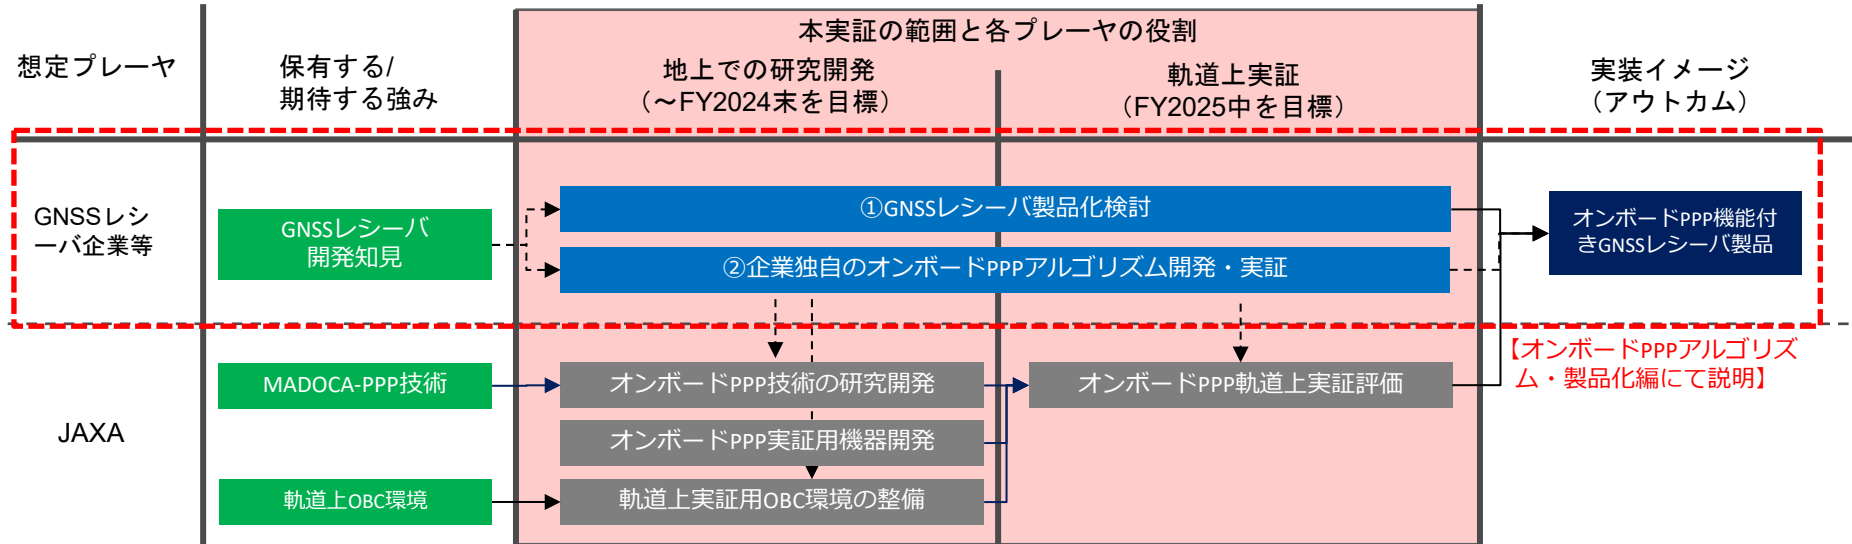 本実証の範囲と各プレーヤの役割
想定プレーヤ
保有する/
期待する強み
地上での研究開発
（～FY2024末を目標）
軌道上実証
（FY2025中を目標）
実装イメージ
（アウトカム）
GNSSレシ
ーバ企業等
GNSSレシーバ
開発知見
①GNSSレシーバ製品化検討
②企業独自のオンボードPPPアルゴリズム開発・実証
オンボードPPP機能付
きGNSSレシーバ製品
【オンボードPPPアルゴリズ
ム・製品化編にて説明】
JAXA
MADOCA-PPP技術
オンボードPPP技術の研究開発
オンボードPPP軌道上実証評価
オンボードPPP実証用機器開発
軌道上OBC環境
軌道上実証用OBC環境の整備